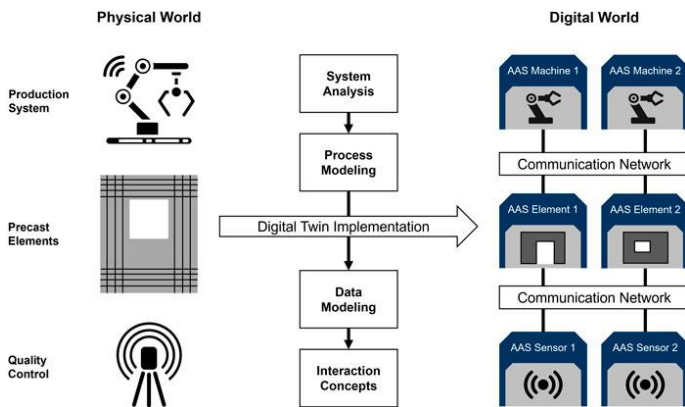 Physical World
Digital World
Production
System
Precast
Elements
Quality
Control
System
Analysis
Process
Modeling
Digital Twin Implementation
Data
Modeling
Interaction
Concepts
AAS Machine 1
AAS Machine 2
Communication Network
AAS Element 1
AAS Element 2
Communication Network
AAS Sensor 1
AAS Sensor 2